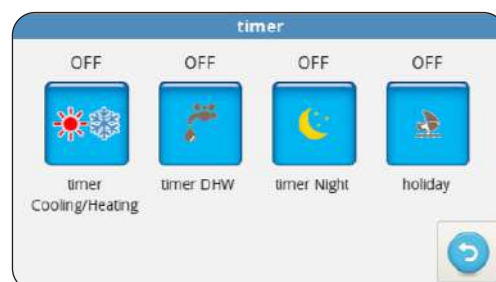 timer
OFF OFF OFF OFF
timer Cooling/Heating
timer DHW
timer Night
holiday